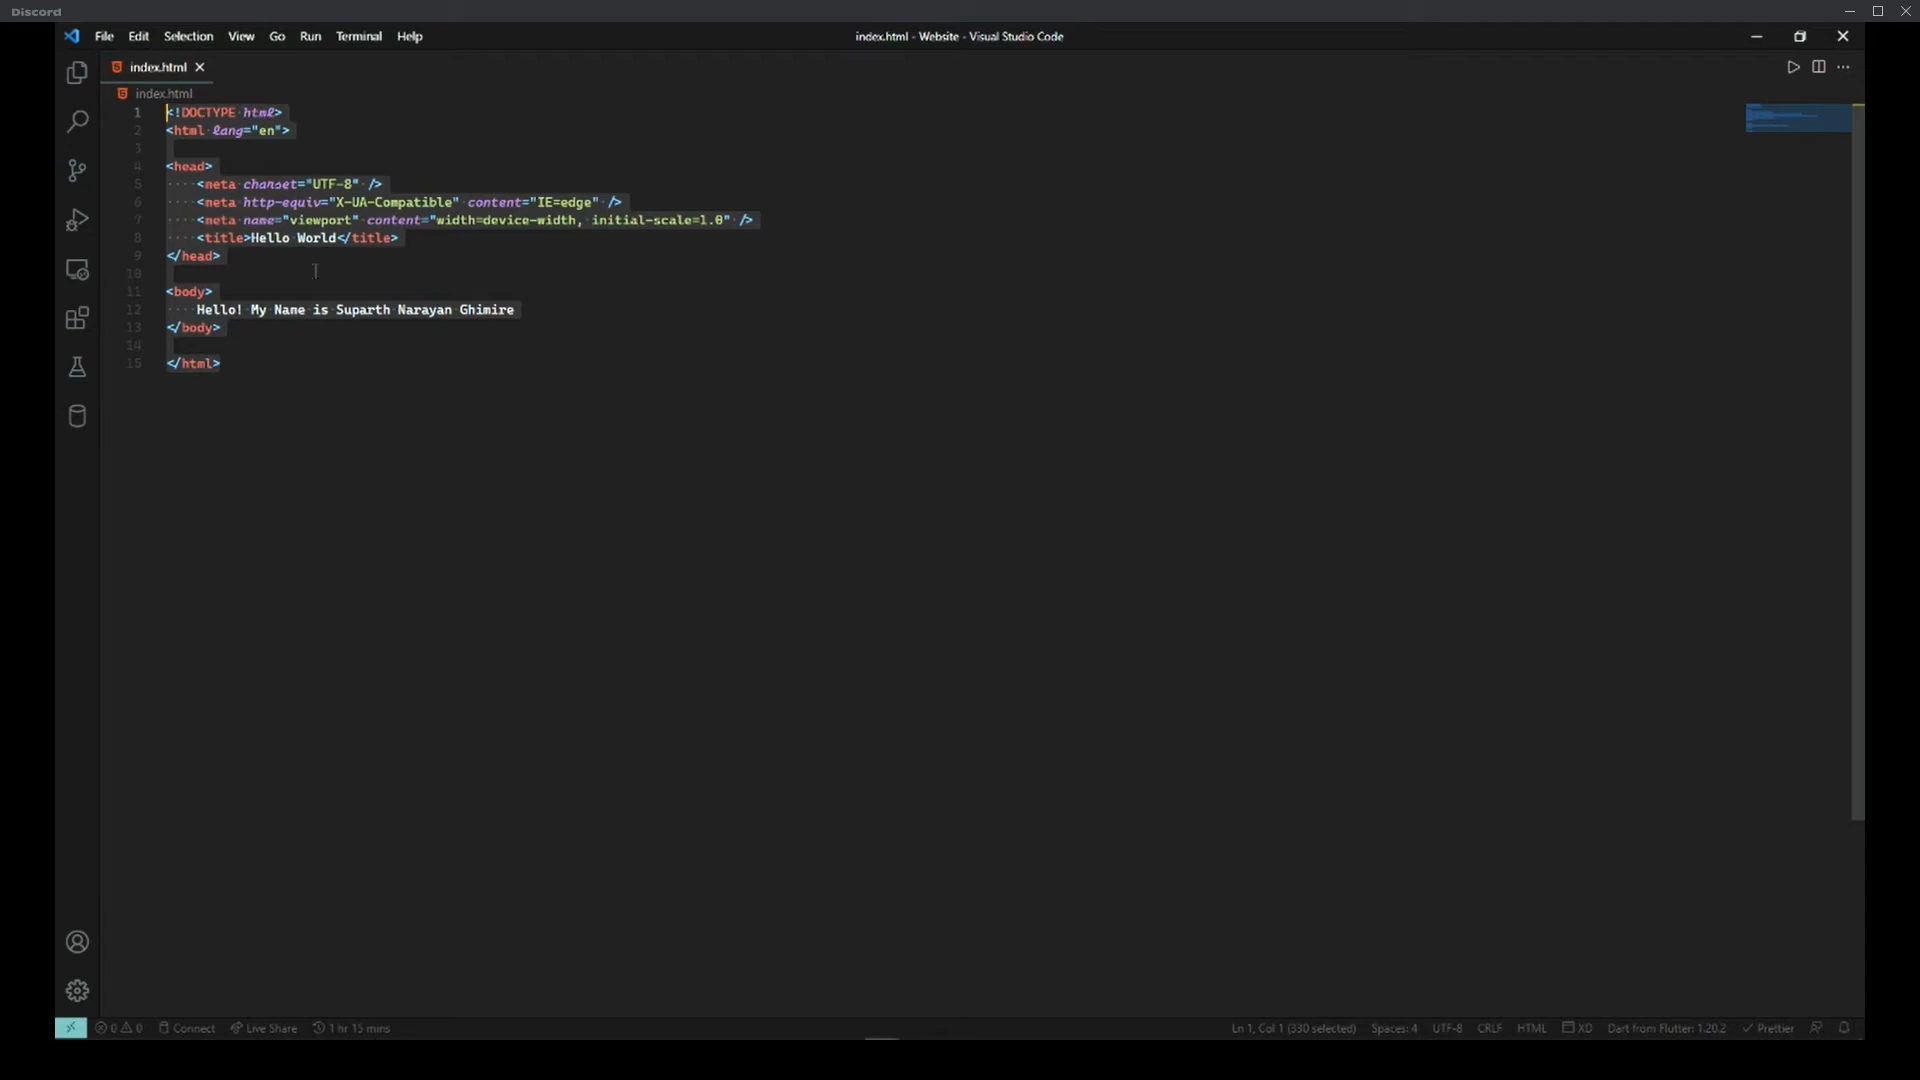 Discord
File Edit Selection View Go Run Terminal Help
index.html - Website - Visual Studio Code
index.html
index.html
1 <!DOCTYPE html>
2 <html lang="en">
3
4 <head>
5 <meta charset="UTF-8" />
6 <meta http-equiv="X-UA-Compatible" content="IE=edge" />
7 <meta name="viewport" content="width=device-width, initial-scale=1.0" />
8 <title>Hello World</title>
9 </head>
10
11 <body>
12 Hello! My Name is Suparth Narayan Ghimire
13 </body>
14
15 </html>
0 0 Connect Live Share 1 hr 15 mins Ln 1, Col 1 (330 selected) Spaces: 4 UTF-8 CRLF HTML XD Dart from Flutter: 1.20.2 Prettier